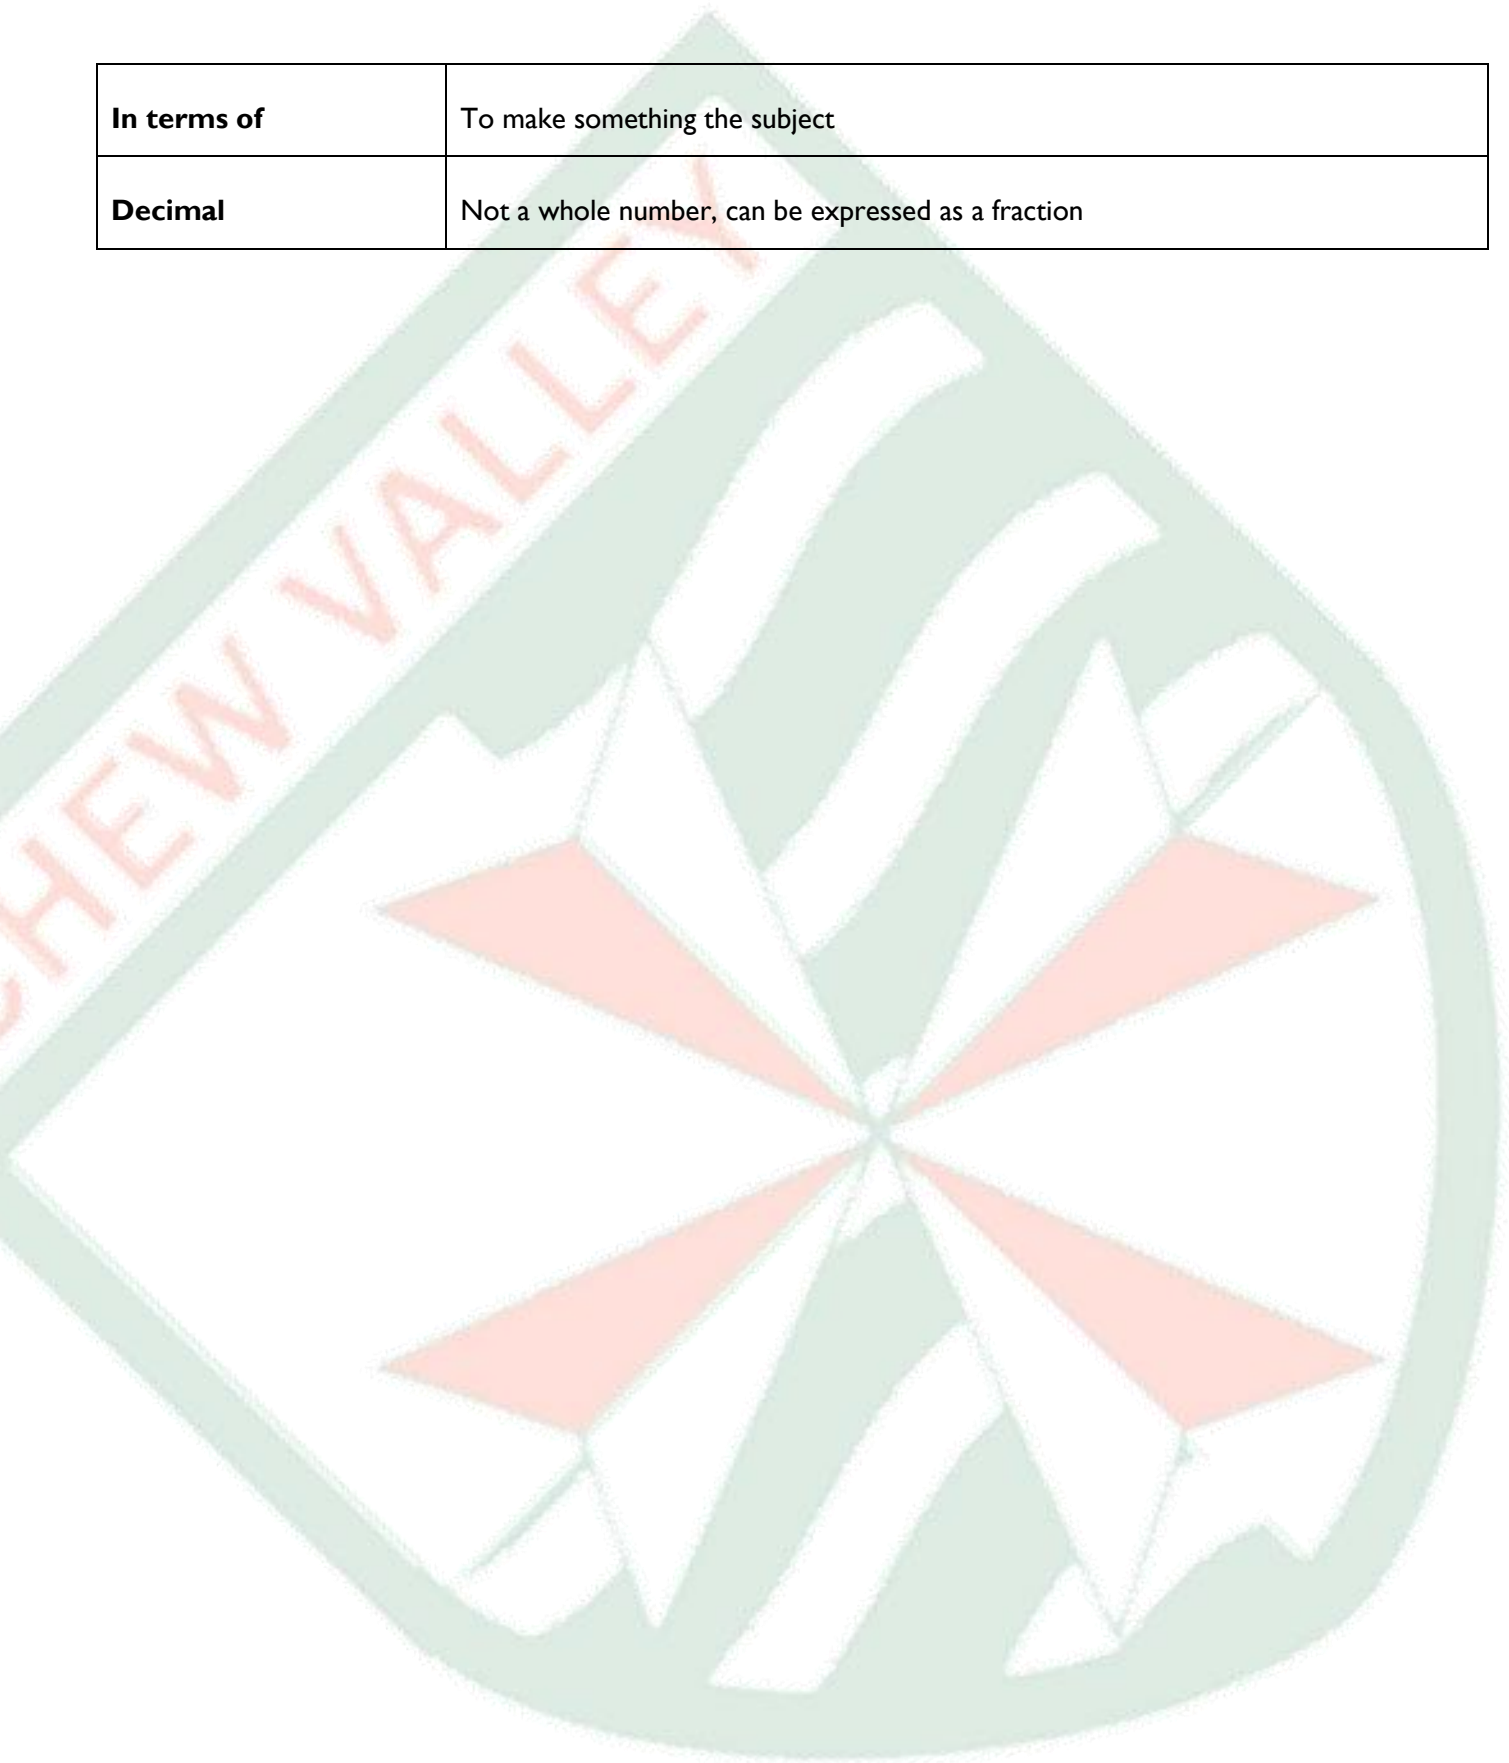 In terms of To make something the subject
Decimal Not a whole number, can be expressed as a fraction
CHEW VALLEY